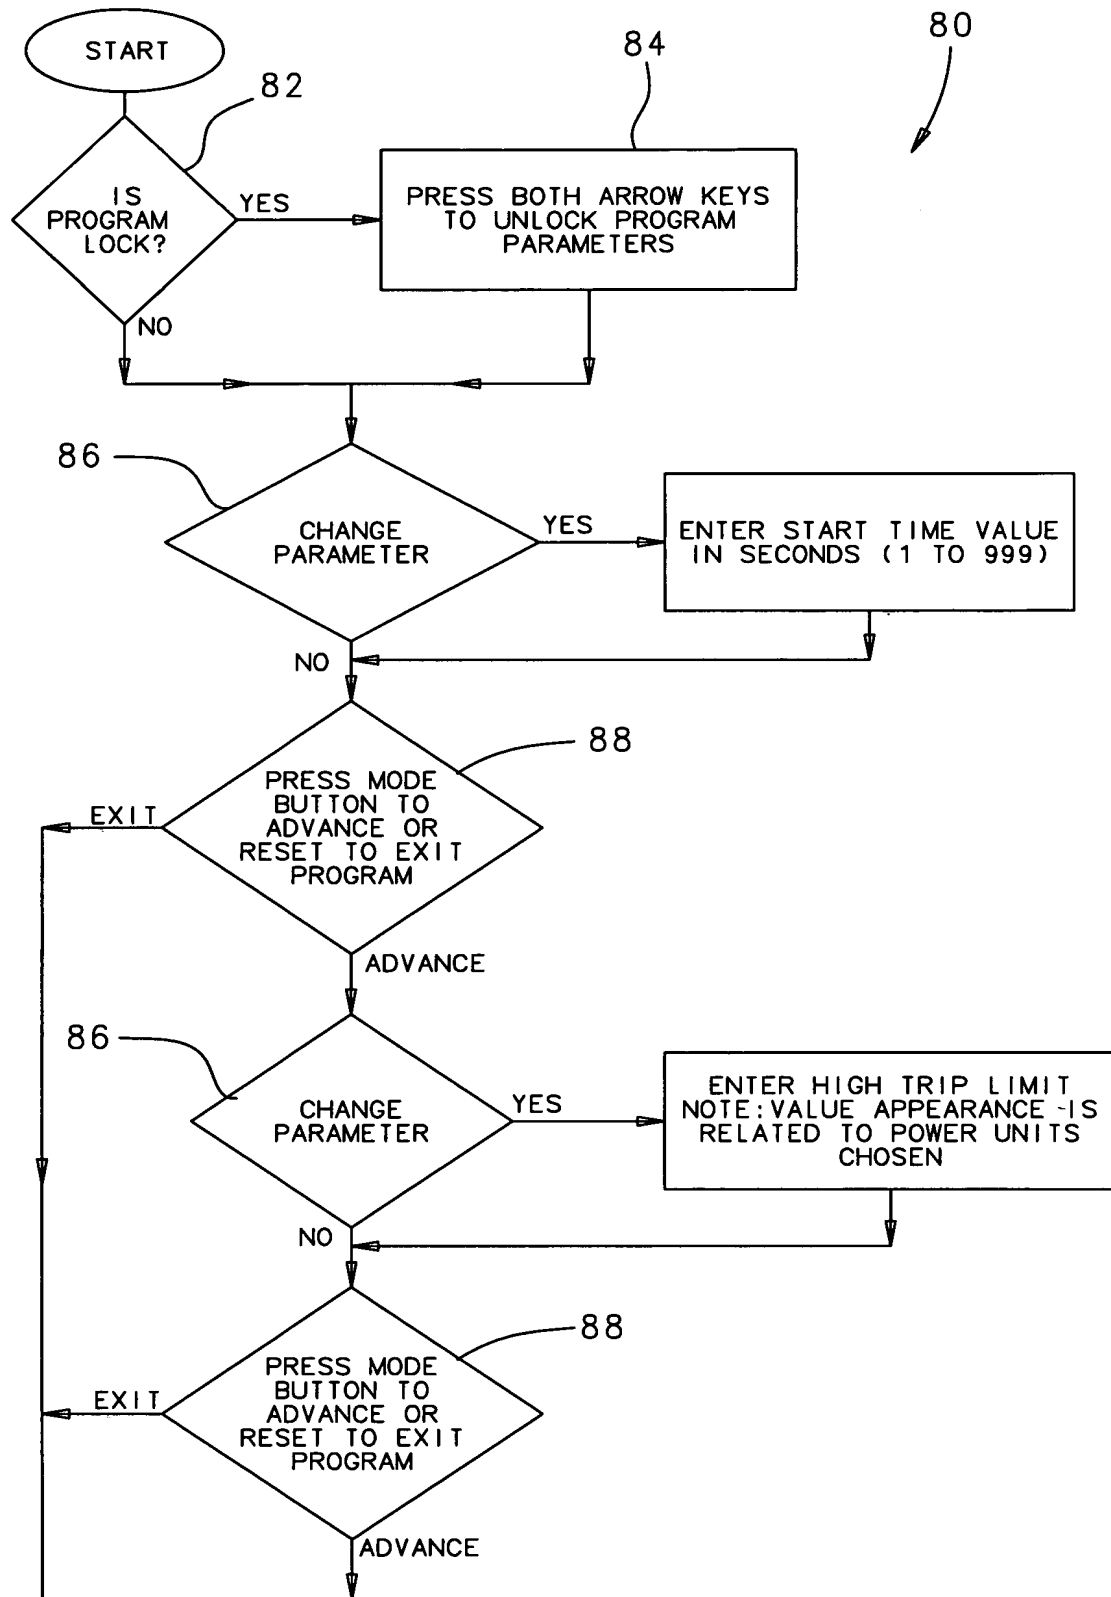 START
80
84
82
IS
PROGRAM
LOCK?
YES
PRESS BOTH ARROW KEYS
TO UNLOCK PROGRAM
PARAMETERS
NO
86
CHANGE
PARAMETER
YES
ENTER START TIME VALUE
IN SECONDS (1 TO 999)
NO
88
PRESS MODE
BUTTON TO
ADVANCE OR
RESET TO EXIT
PROGRAM
EXIT
ADVANCE
86
CHANGE
PARAMETER
YES
ENTER HIGH TRIP LIMIT
NOTE: VALUE APPEARANCE IS
RELATED TO POWER UNITS
CHOSEN
NO
88
PRESS MODE
BUTTON TO
ADVANCE OR
RESET TO EXIT
PROGRAM
EXIT
ADVANCE